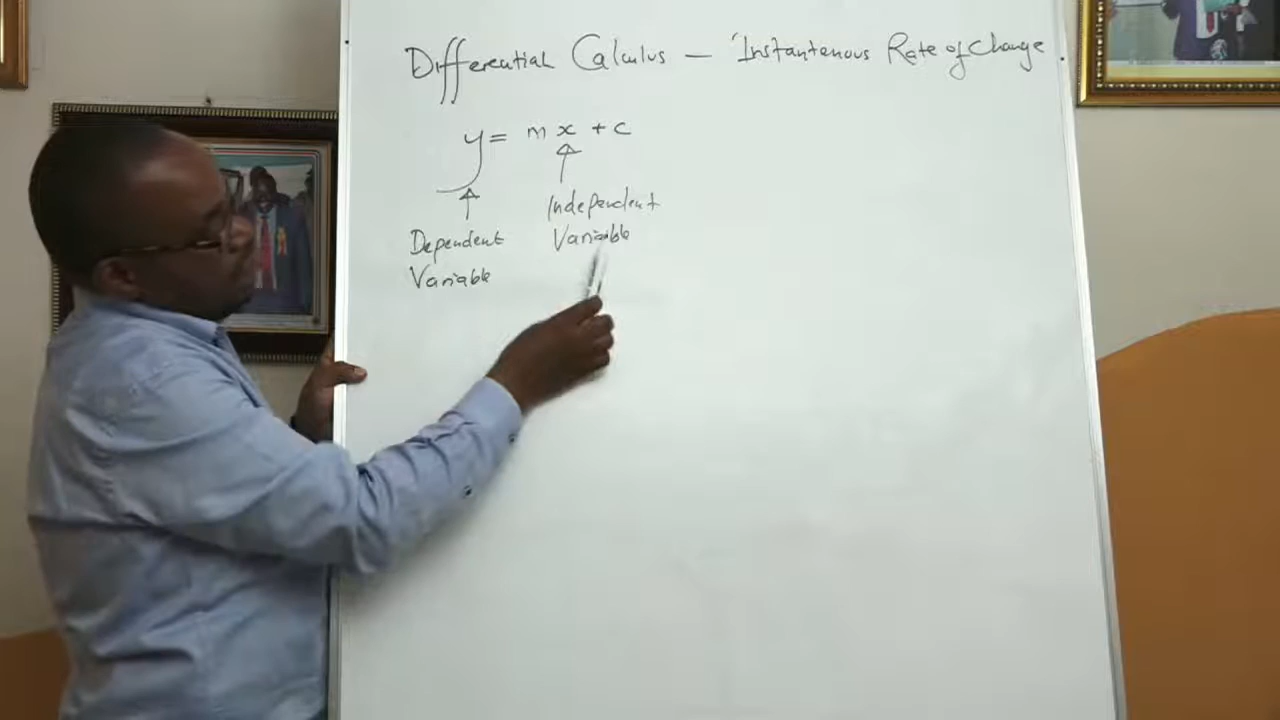 Differential Calculus — 'Instantenous Rate of Change.
y = mx + c
Independent
Dependent Variable
Variable